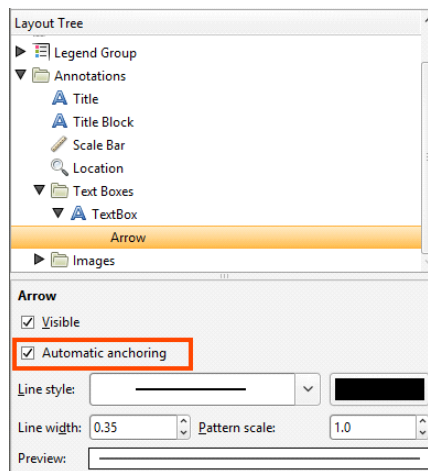 Layout Tree
Legend Group
Annotations
Title
Title Block
Scale Bar
Location
Text Boxes
TextBox
Arrow
Images
Arrow
Visible
Automatic anchoring
Line style:
Line width: 0.35 Pattern scale: 1.0
Preview: